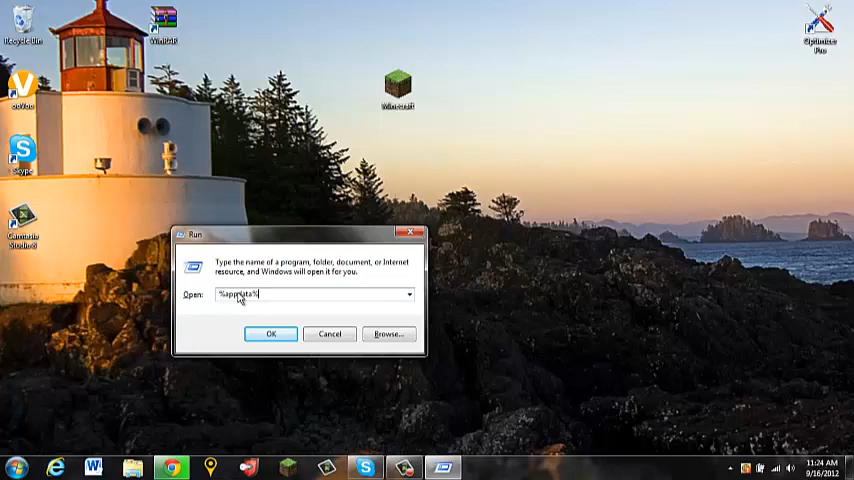 Recycle Bin
WinRAR
Optimizer
Pro
ooVoo
Minecraft
Skype
Camtasia
Studio 8
Run
Type the name of a program, folder, document, or Internet
resource, and Windows will open it for you.
Open:
%appdata%
OK
Cancel
Browse...
11:24 AM
9/16/2012